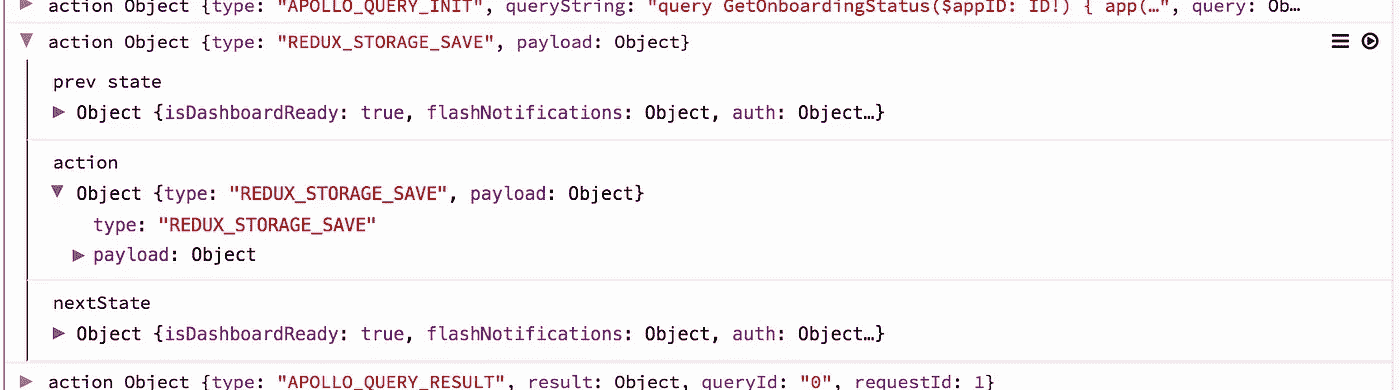 action Object {type: "APOLLO_QUERY_INIT", queryString: "query GetOnboardingStatus($appID: ID!) { app(…", query: Ob…
action Object {type: "REDUX_STORAGE_SAVE", payload: Object}
prev state
Object {isDashboardReady: true, flashNotifications: Object, auth: Object…}
action
Object {type: "REDUX_STORAGE_SAVE", payload: Object}
type: "REDUX_STORAGE_SAVE"
payload: Object
nextState
Object {isDashboardReady: true, flashNotifications: Object, auth: Object…}
action Object {type: "APOLLO_QUERY_RESULT", result: Object, queryId: "0", requestId: 1}